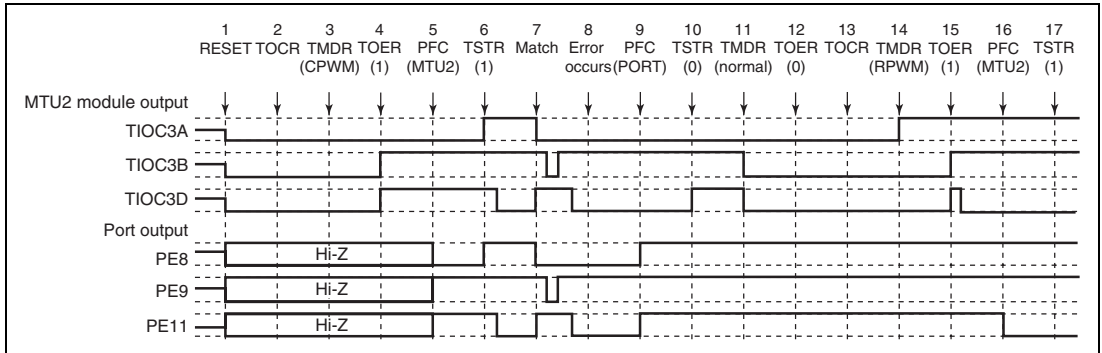 1 2 3 4 5 6 7 8 9 10 11 12 13 14 15 16 17
RESET TOCR TMDR TOER PFC TSTR Match Error PFC TSTR TMDR TOER TOCR TMDR TOER PFC TSTR
(CPWM) (1) (MTU2) (1) occurs (PORT) (0) (normal) (0) (RPWM) (1) (MTU2) (1)
MTU2 module output
TIOC3A
TIOC3B
TIOC3D
Port output
PE8 Hi-Z
PE9 Hi-Z
PE11 Hi-Z